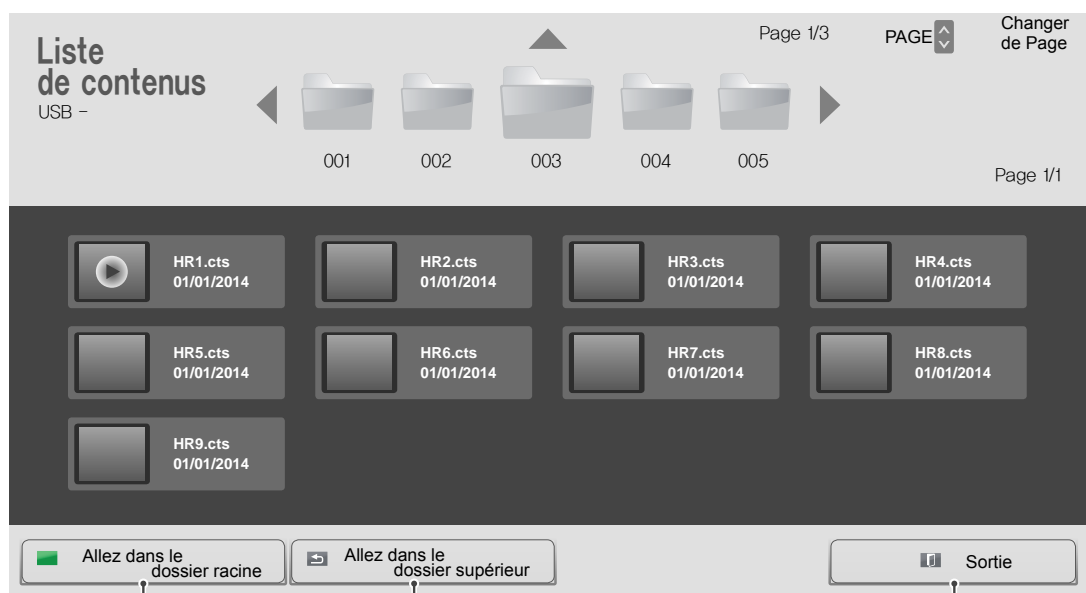 Liste
de contenus
USB -
Page 1/3
PAGE
Changer
de Page
001 002 003 004 005
Page 1/1
HR1.cts
01/01/2014
HR2.cts
01/01/2014
HR3.cts
01/01/2014
HR4.cts
01/01/2014
HR5.cts
01/01/2014
HR6.cts
01/01/2014
HR7.cts
01/01/2014
HR8.cts
01/01/2014
HR9.cts
01/01/2014
Allez dans le
dossier racine
Allez dans le
dossier supérieur
Sortie